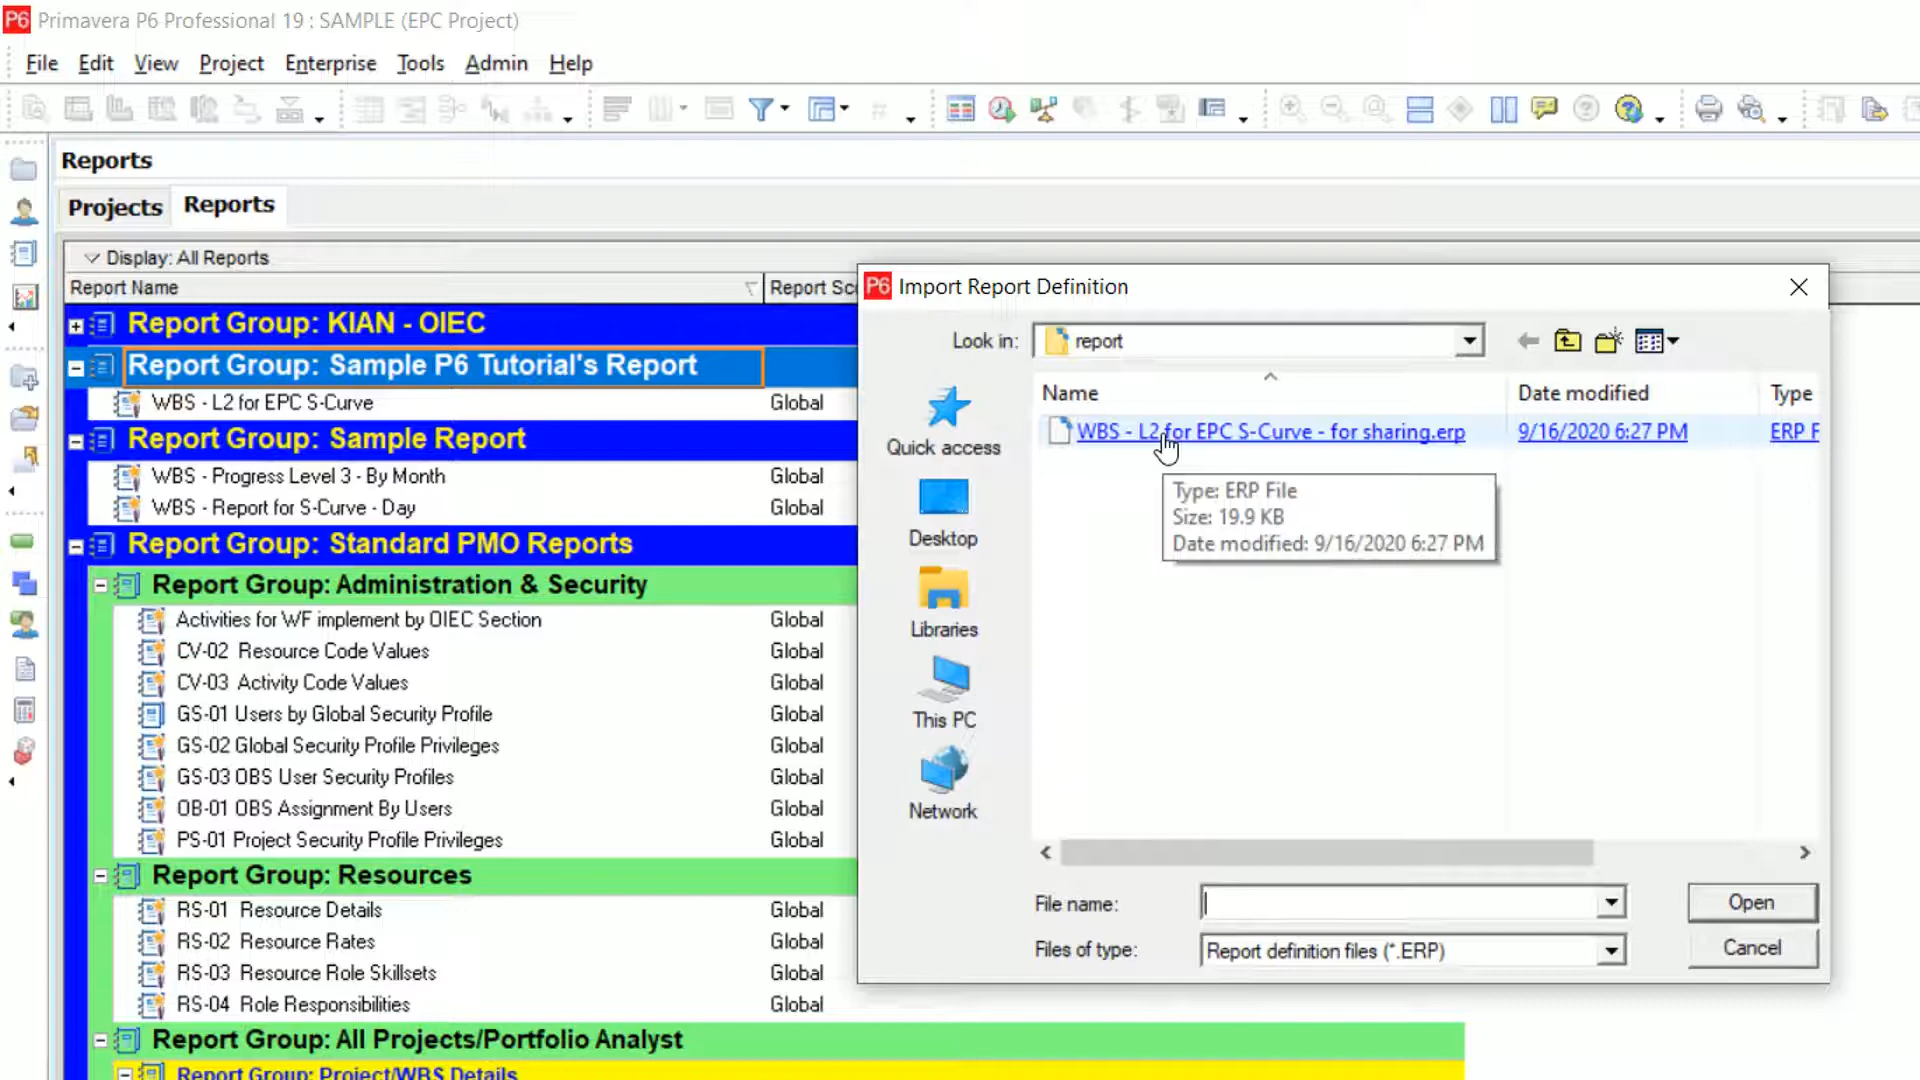 P6 Primavera P6 Professional 19 : SAMPLE (EPC Project)
File Edit View Project Enterprise Tools Admin Help
Reports
Projects Reports
Display: All Reports
Report Name Report Sc
Report Group: KIAN - OIEC
Report Group: Sample P6 Tutorial's Report
WBS - L2 for EPC S-Curve Global
Report Group: Sample Report
WBS - Progress Level 3 - By Month Global
WBS - Report for S-Curve - Day Global
Report Group: Standard PMO Reports
Report Group: Administration & Security
Activities for WF implement by OIEC Section Global
CV-02 Resource Code Values Global
CV-03 Activity Code Values Global
GS-01 Users by Global Security Profile Global
GS-02 Global Security Profile Privileges Global
GS-03 OBS User Security Profiles Global
OB-01 OBS Assignment By Users Global
PS-01 Project Security Profile Privileges Global
Report Group: Resources
RS-01 Resource Details Global
RS-02 Resource Rates Global
RS-03 Resource Role Skillsets Global
RS-04 Role Responsibilities Global
Report Group: All Projects/Portfolio Analyst
Report Group: Project/WBS Details
P6 Import Report Definition
Look in: report
Name Date modified Type
WBS - L2 for EPC S-Curve - for sharing.erp 9/16/2020 6:27 PM ERP F
Type: ERP File
Size: 19.9 KB
Date modified: 9/16/2020 6:27 PM
Quick access
Desktop
Libraries
This PC
Network
File name: Open
Files of type: Report definition files (*.ERP) Cancel